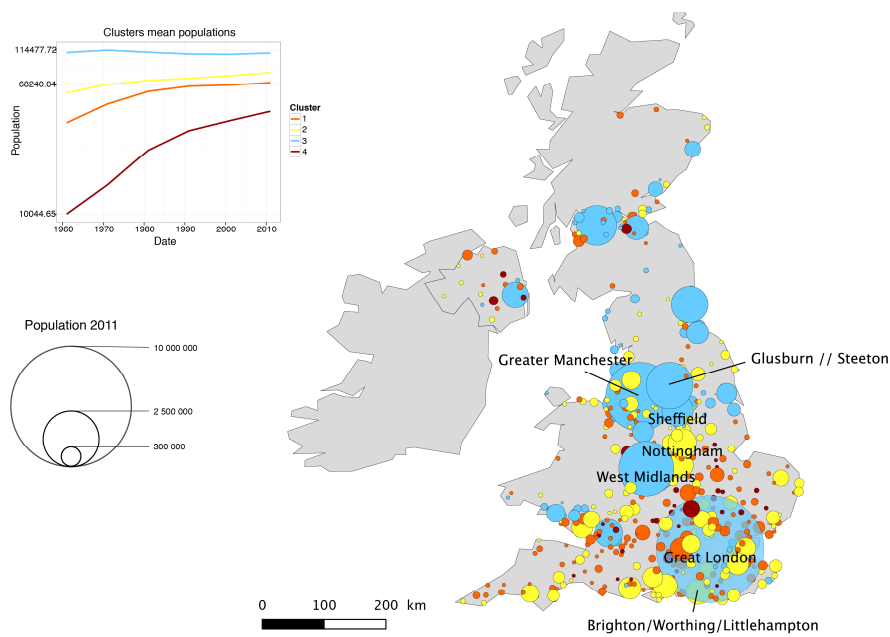 Clusters mean populations
114477.72
60240.04
10044.65
Population
1960 1970 1980 1990 2000 2010
Date
Cluster
1
2
3
4
Population 2011
10 000 000
2 500 000
300 000
Greater Manchester
Glusburn // Steeton
Sheffield
Nottingham
West Midlands
Great London
Brighton/Worthing/Littlehampton
0 100 200 km